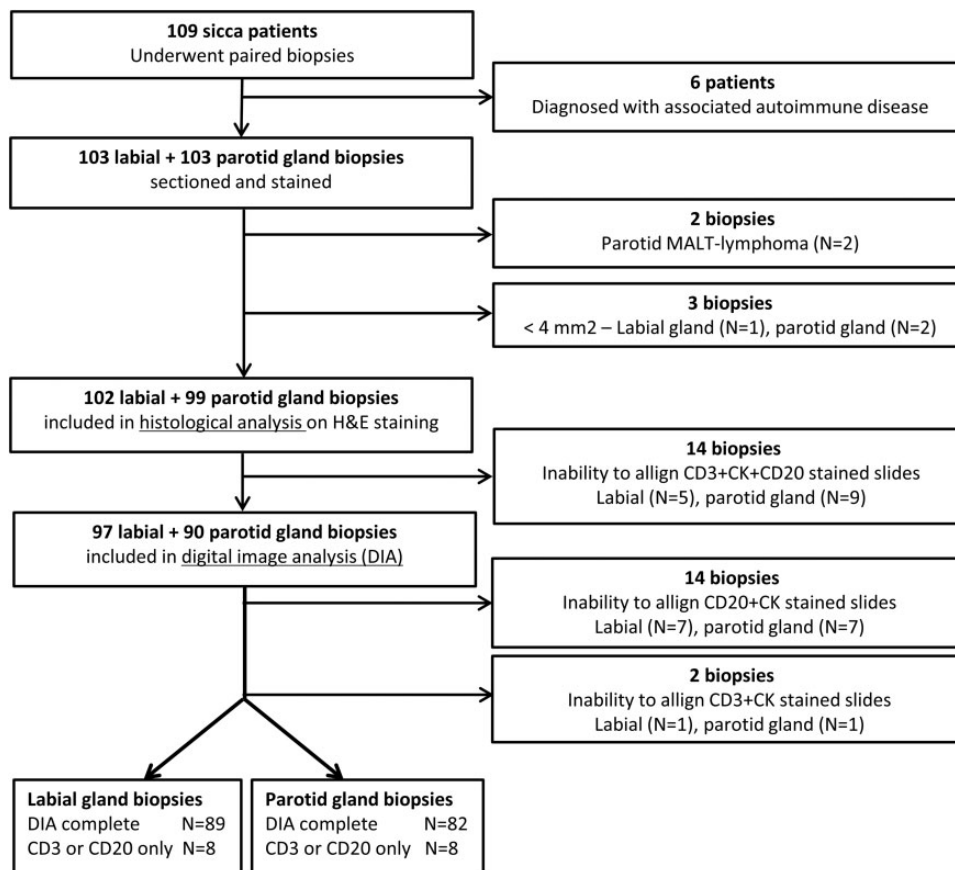 109 sicca patients
Underwent paired biopsies
6 patients
Diagnosed with associated autoimmune disease
103 labial + 103 parotid gland biopsies
sectioned and stained
2 biopsies
Parotid MALT-lymphoma (N=2)
3 biopsies
< 4 mm2 – Labial gland (N=1), parotid gland (N=2)
102 labial + 99 parotid gland biopsies
included in histological analysis on H&E staining
14 biopsies
Inability to allign CD3+CK+CD20 stained slides
Labial (N=5), parotid gland (N=9)
97 labial + 90 parotid gland biopsies
included in digital image analysis (DIA)
14 biopsies
Inability to allign CD20+CK stained slides
Labial (N=7), parotid gland (N=7)
2 biopsies
Inability to allign CD3+CK stained slides
Labial (N=1), parotid gland (N=1)
Labial gland biopsies
DIA complete N=89
CD3 or CD20 only N=8
Parotid gland biopsies
DIA complete N=82
CD3 or CD20 only N=8